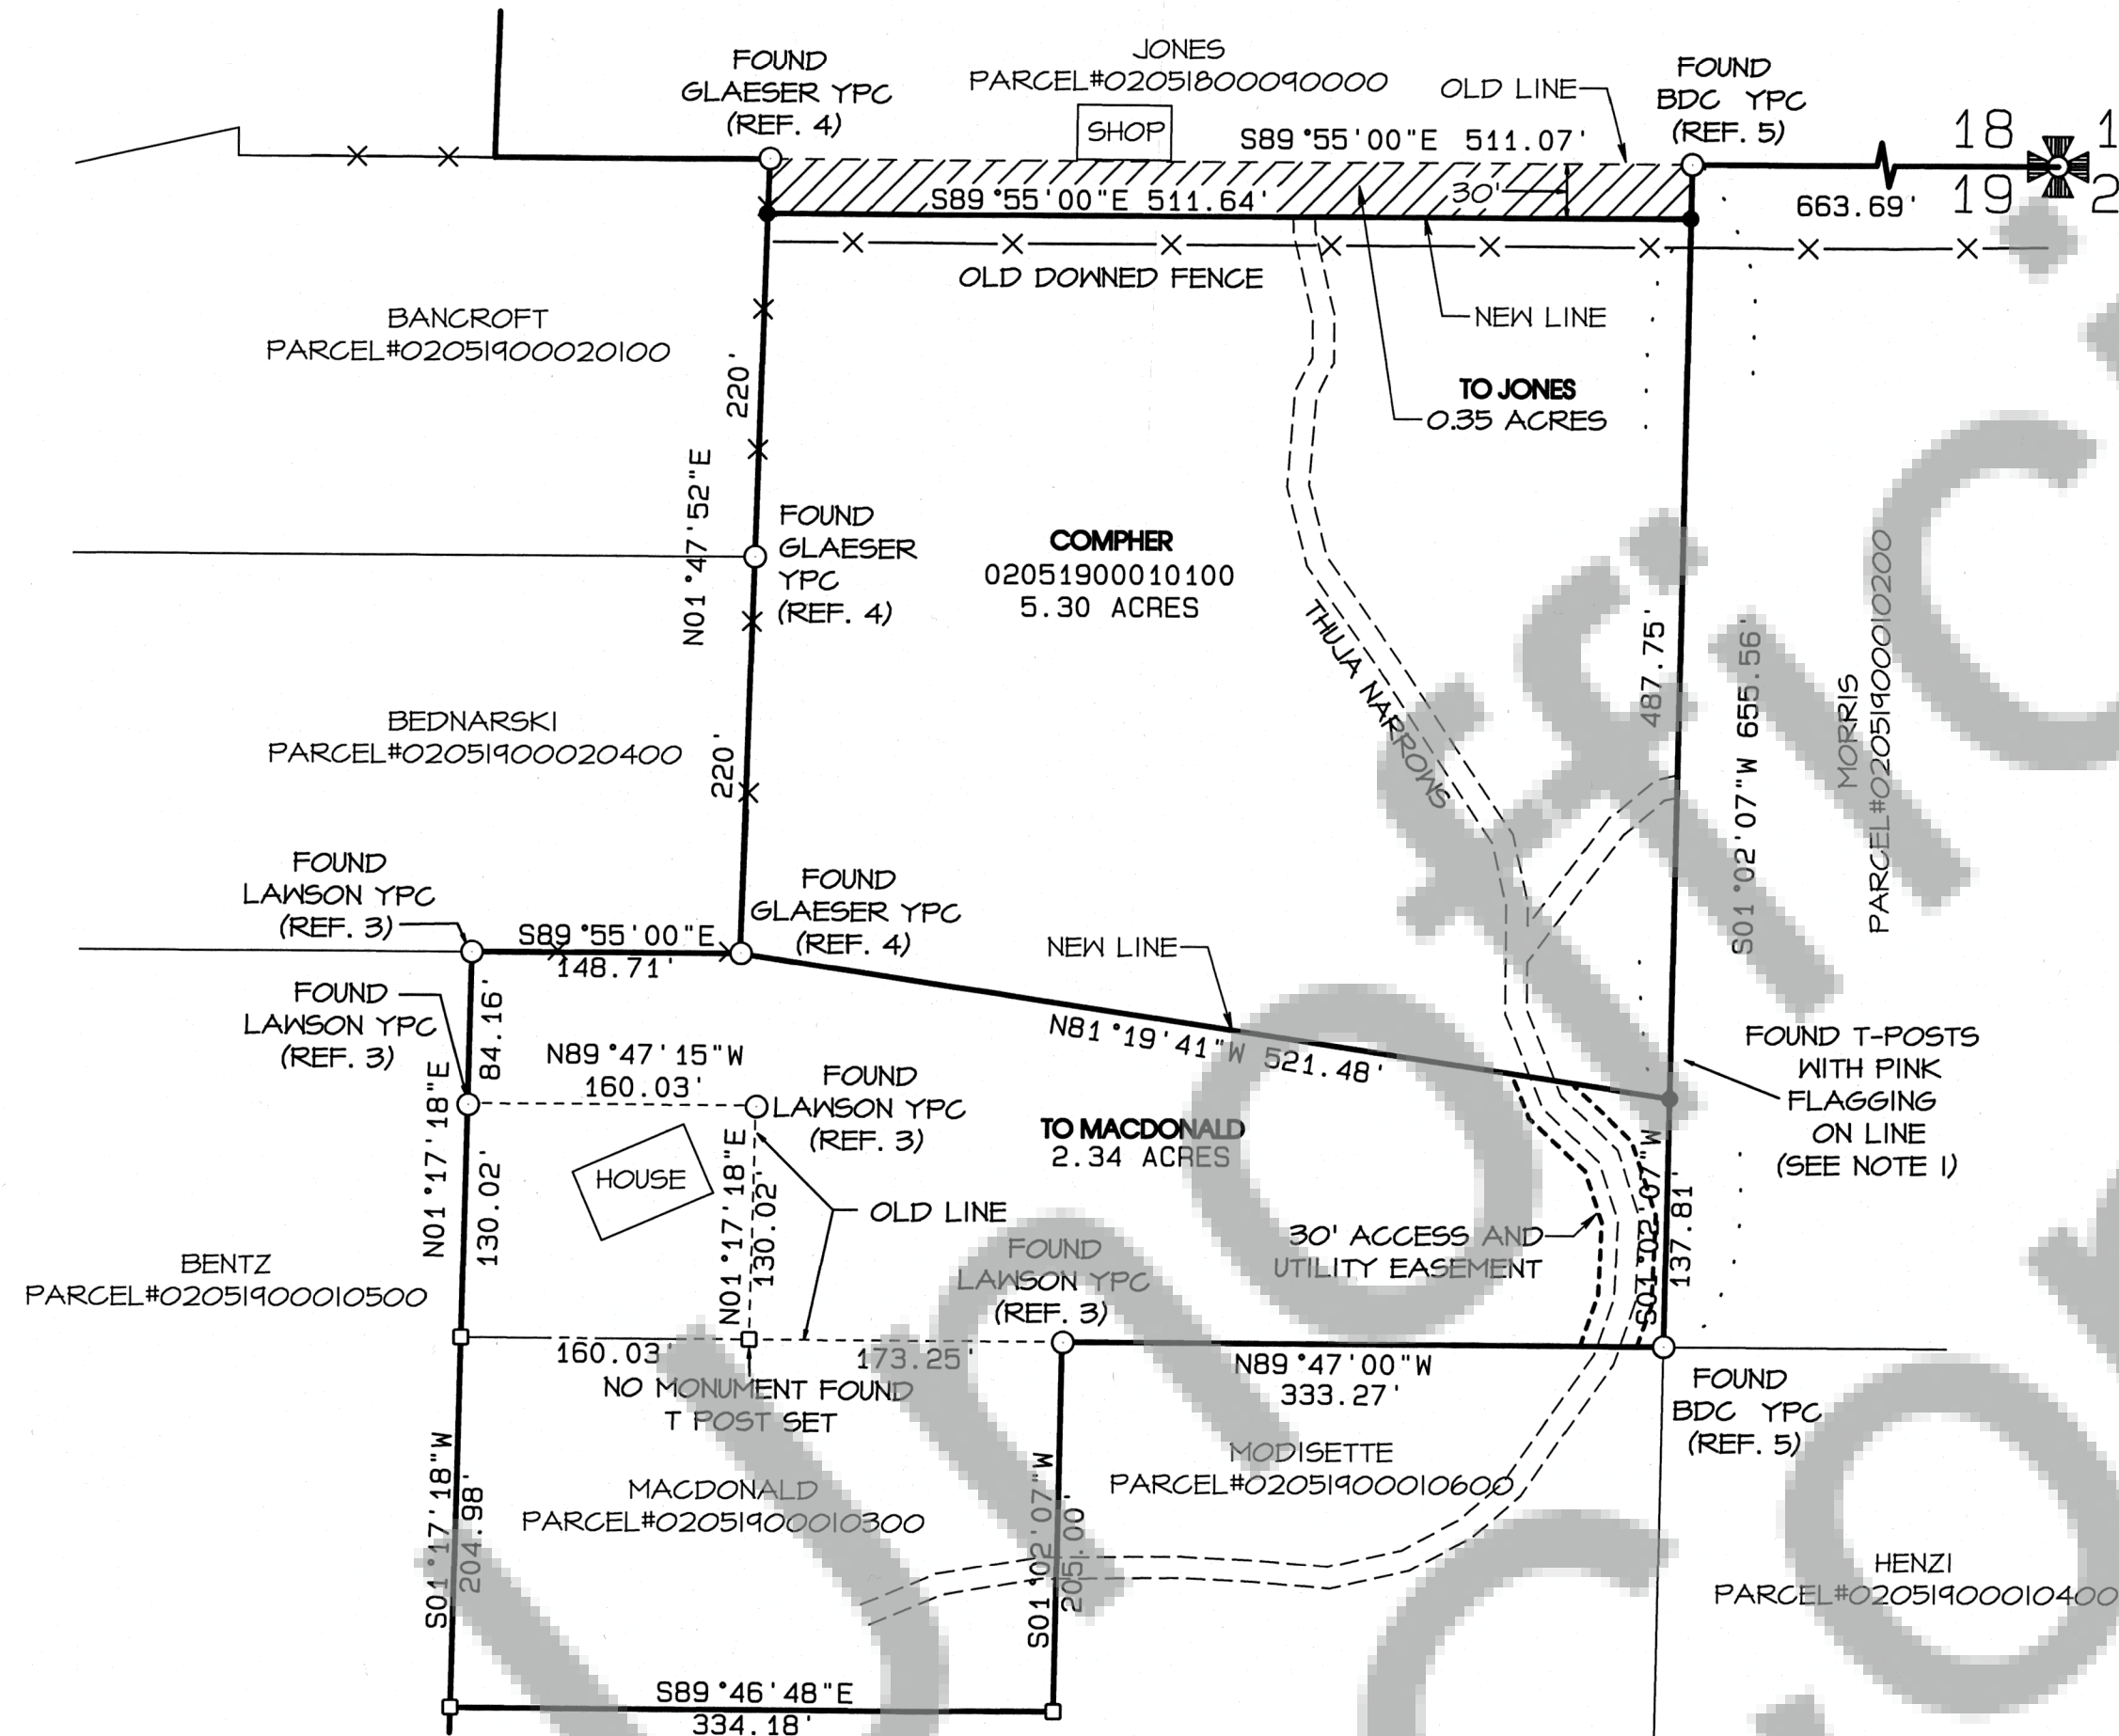 FOUND
GLAESER YPC
(REF. 4)
JONES
PARCEL#02051800090000
SHOP
OLD LINE
FOUND
BDC YPC
(REF. 5)
S89°55'00"E 511.07'
18
1
19
2
663.69'
S89°55'00"E 511.64'
30'
OLD DOWNED FENCE
NEW LINE
TO JONES
0.35 ACRES
BANCROFT
PARCEL#02051900020100
220'
N01°47'52"E
FOUND
GLAESER
YPC
(REF. 4)
COMPHER
02051900010100
5.30 ACRES
THUJA NARROWS
487.75'
S01°02'07"W 655.56'
MORRIS
PARCEL#02051900010200
BEDNARSKI
PARCEL#02051900020400
220'
FOUND
LAWSON YPC
(REF. 3)
S89°55'00"E
148.71'
FOUND
GLAESER YPC
(REF. 4)
NEW LINE
N81°19'41"W 521.48'
FOUND
LAWSON YPC
(REF. 3)
84.16'
N01°17'18"E
130.02'
N89°47'15"W
160.03'
FOUND
LAWSON YPC
(REF. 3)
HOUSE
N01°17'18"E
130.02'
OLD LINE
TO MACDONALD
2.34 ACRES
FOUND T-POSTS
WITH PINK
FLAGGING
ON LINE
(SEE NOTE 1)
S01°02'07"W
137.81'
30' ACCESS AND
UTILITY EASEMENT
FOUND
LAWSON YPC
(REF. 3)
BENTZ
PARCEL#02051900010500
160.03'
173.25'
NO MONUMENT FOUND
T POST SET
N89°47'00"W
333.27'
FOUND
BDC YPC
(REF. 5)
MODISETTE
PARCEL#02051900010600
MACDONALD
PARCEL#02051900010300
S01°17'18"W
204.98'
S01°02'07"W
205.00'
HENZI
PARCEL#02051900010400
S89°46'48"E
334.18'